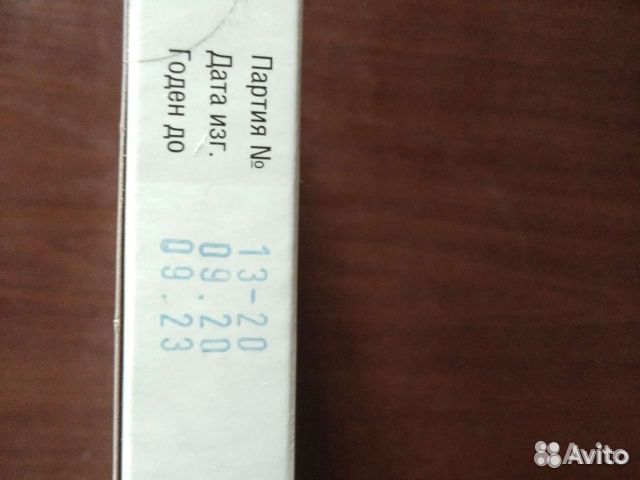 Партия № 13-20
Дата изг. 09.20
Годен до 09.23
Avito